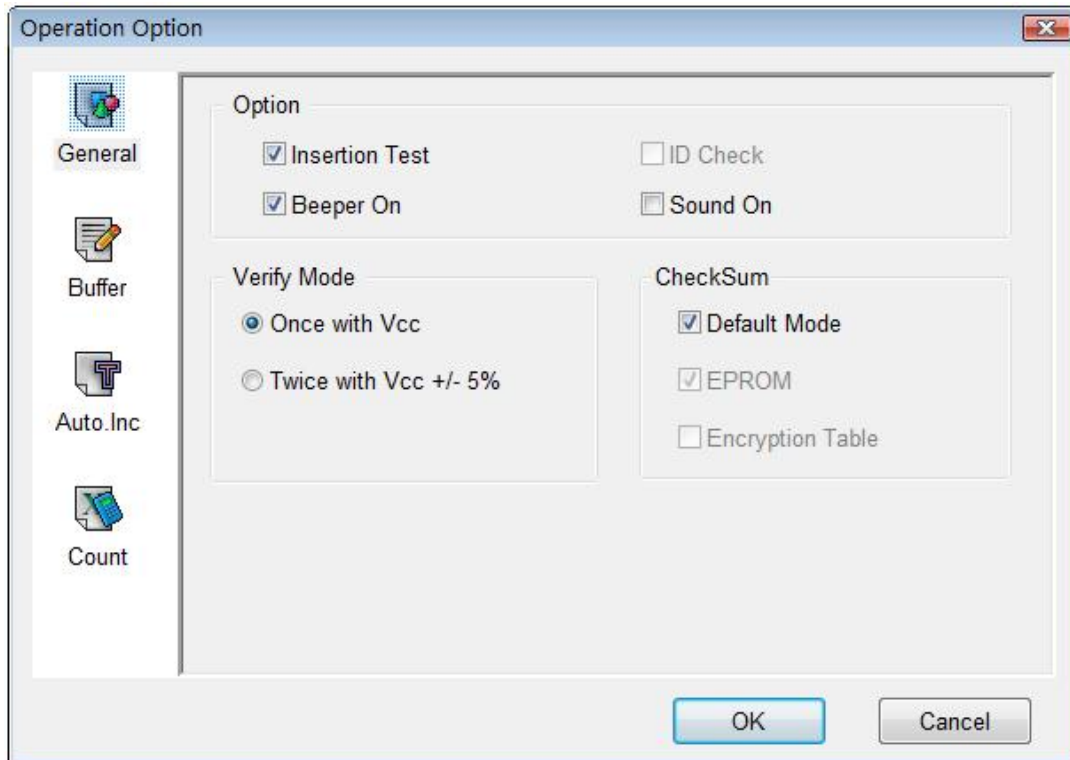 Operation Option
General
Buffer
Auto.Inc
Count
Option
Insertion Test
ID Check
Beeper On
Sound On
Verify Mode
Once with Vcc
Twice with Vcc +/- 5%
CheckSum
Default Mode
EPROM
Encryption Table
OK
Cancel